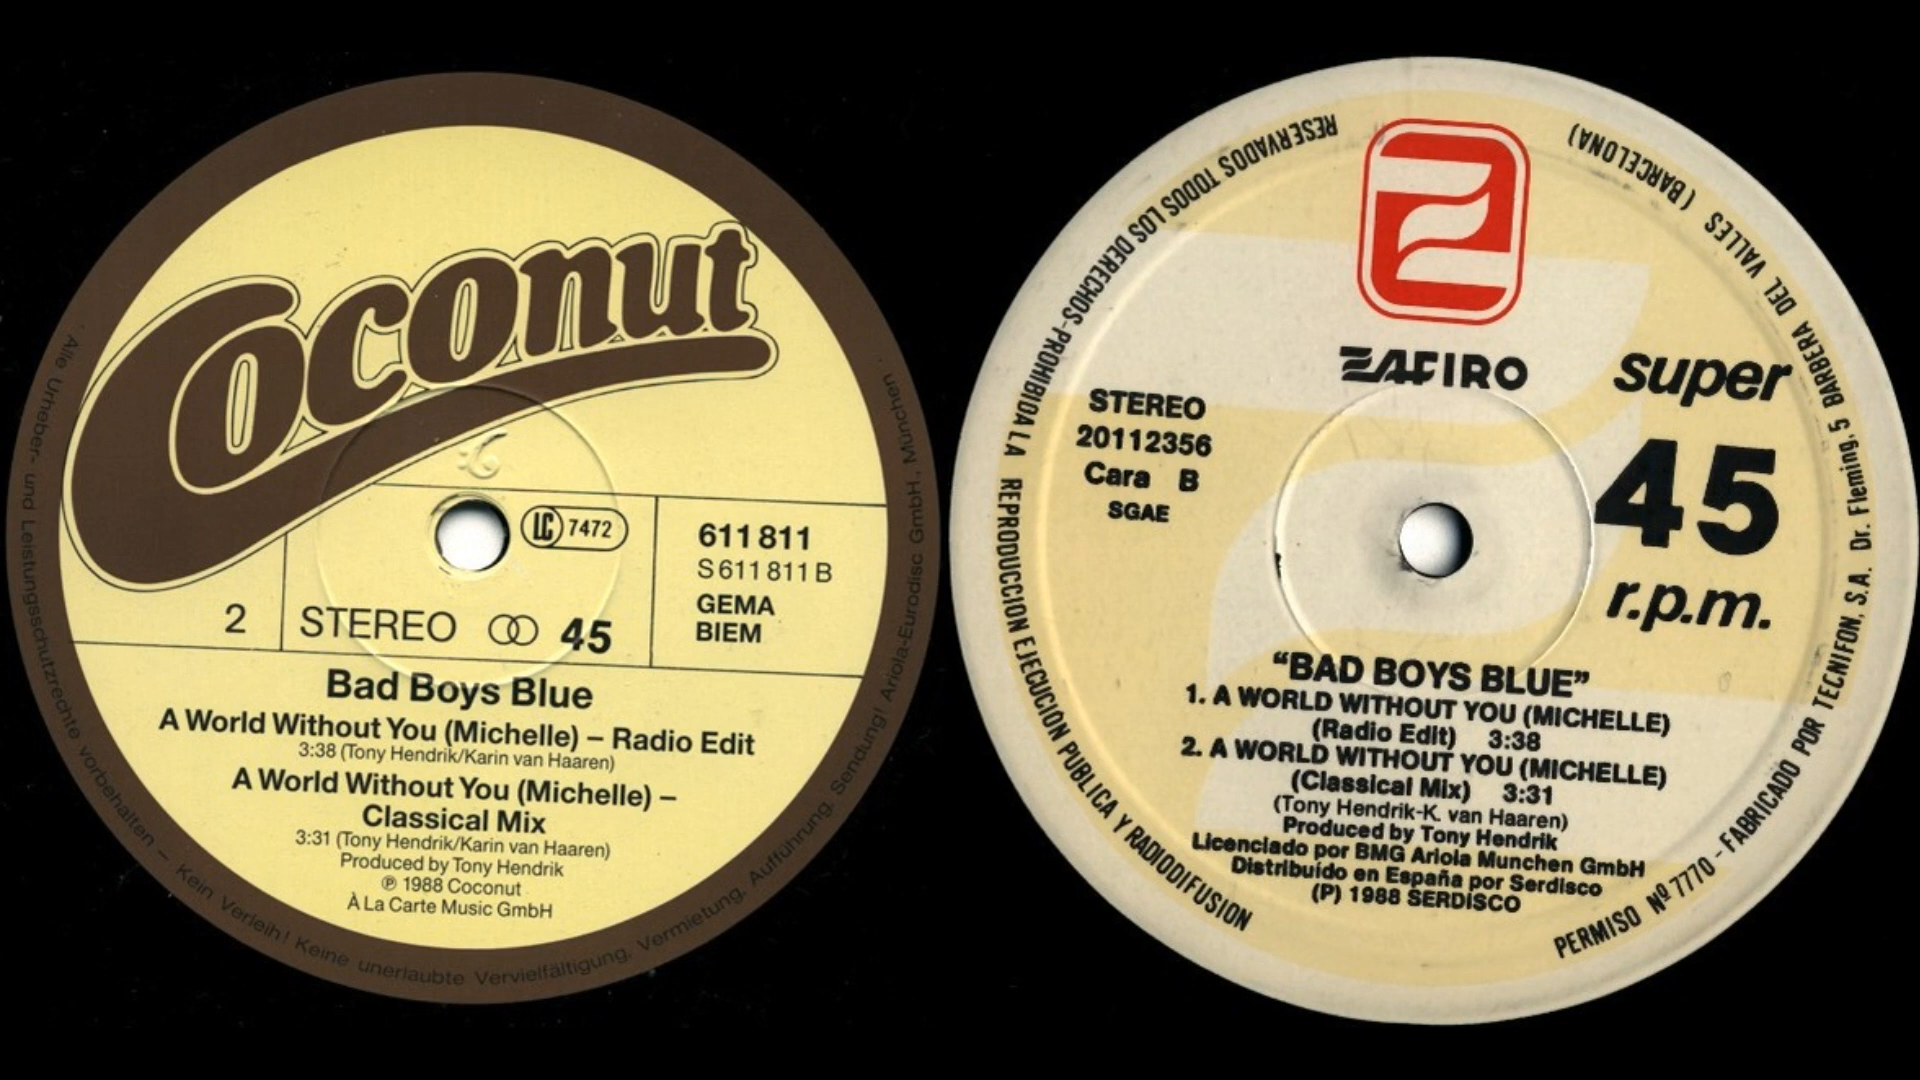 Coconut
LC 7472
611 811
S 611 811 B
GEMA
BIEM
2
STEREO
45
Bad Boys Blue
A World Without You (Michelle) – Radio Edit
3:38 (Tony Hendrik/Karin van Haaren)
A World Without You (Michelle) –
Classical Mix
3:31 (Tony Hendrik/Karin van Haaren)
Produced by Tony Hendrik
℗ 1988 Coconut
À La Carte Music GmbH
Alle Urheber- und Leistungsschutzrechte vorbehalten – Kein Verleih! Keine unerlaubte Vervielfältigung, Vermietung, Aufführung, Sendung! Ariola-Eurodisc GmbH., München
ZAFIRO
super
45
r.p.m.
STEREO
20112356
Cara B
SGAE
“BAD BOYS BLUE”
1. A WORLD WITHOUT YOU (MICHELLE)
(Radio Edit) 3:38
2. A WORLD WITHOUT YOU (MICHELLE)
(Classical Mix) 3:31
(Tony Hendrik-K. van Haaren)
Produced by Tony Hendrik
Licenciado por BMG Ariola Munchen GmbH
Distribuído en España por Serdisco
(P) 1988 SERDISCO
RESERVADOS TODOS LOS DERECHOS-PROHIBIDA LA REPRODUCCION EJECUCION PUBLICA Y RADIODIFUSION
PERMISO Nº 7770 - FABRICADO POR TECNIFON, S.A. Dr. Fleming, 5 BARBERA DEL VALLES (BARCELONA)